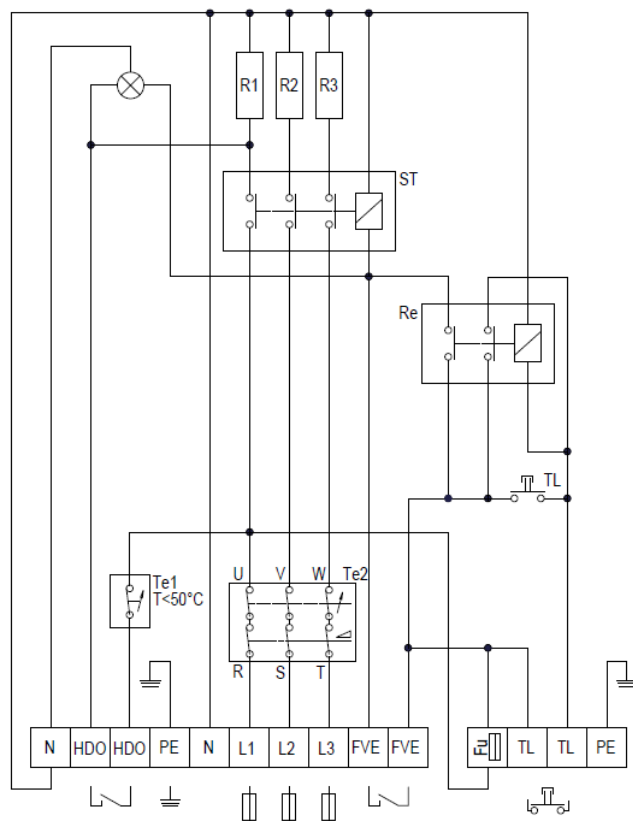 R1 R2 R3
ST
Re
TL
Te1
T<50°C
U V W Te2
R S T
N HDO HDO PE N L1 L2 L3 FVE FVE
Fu TL TL PE